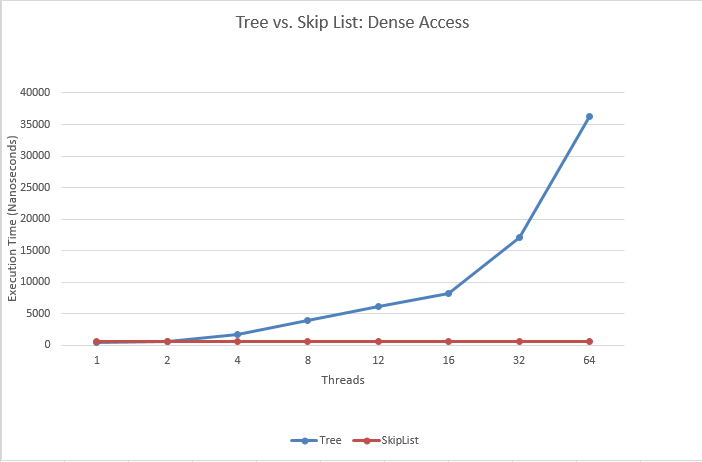 Tree vs. Skip List: Dense Access
40000
35000
30000
25000
20000
15000
10000
5000
0
Execution Time (Nanoseconds)
1 2 4 8 12 16 32 64
Threads
Tree SkipList